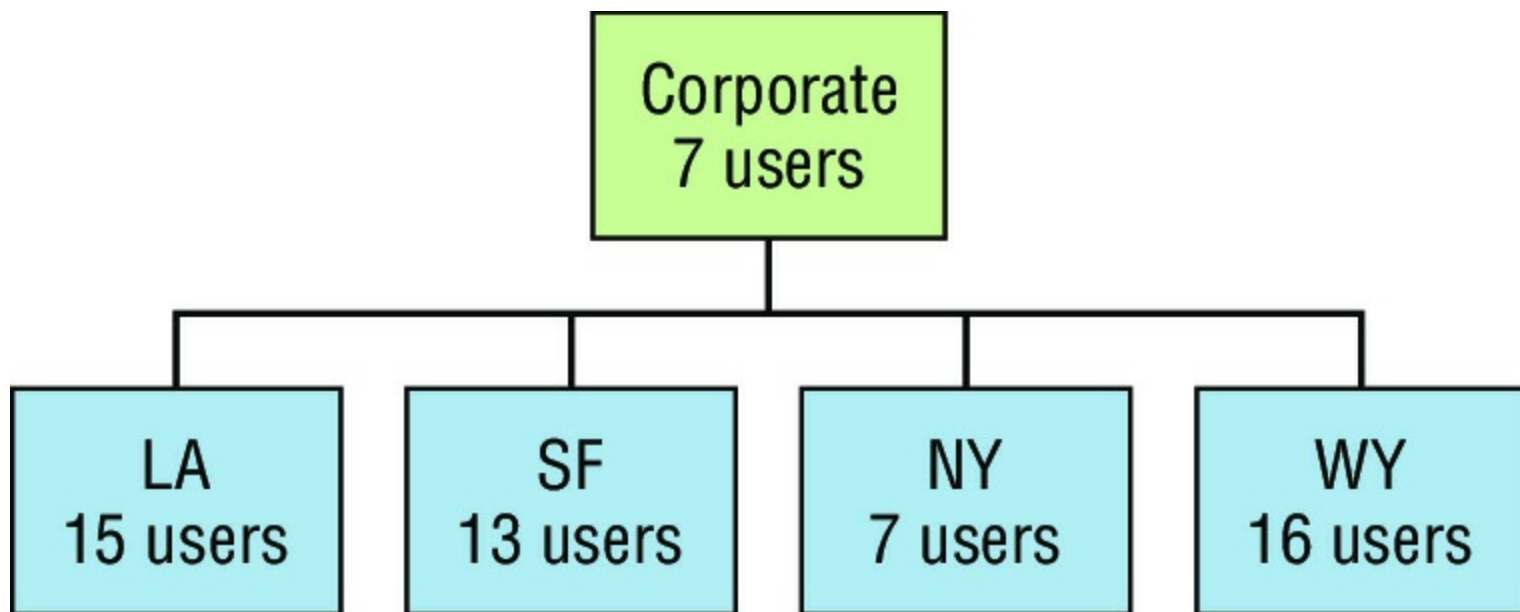 Corporate
7 users
LA
15 users
SF
13 users
NY
7 users
WY
16 users